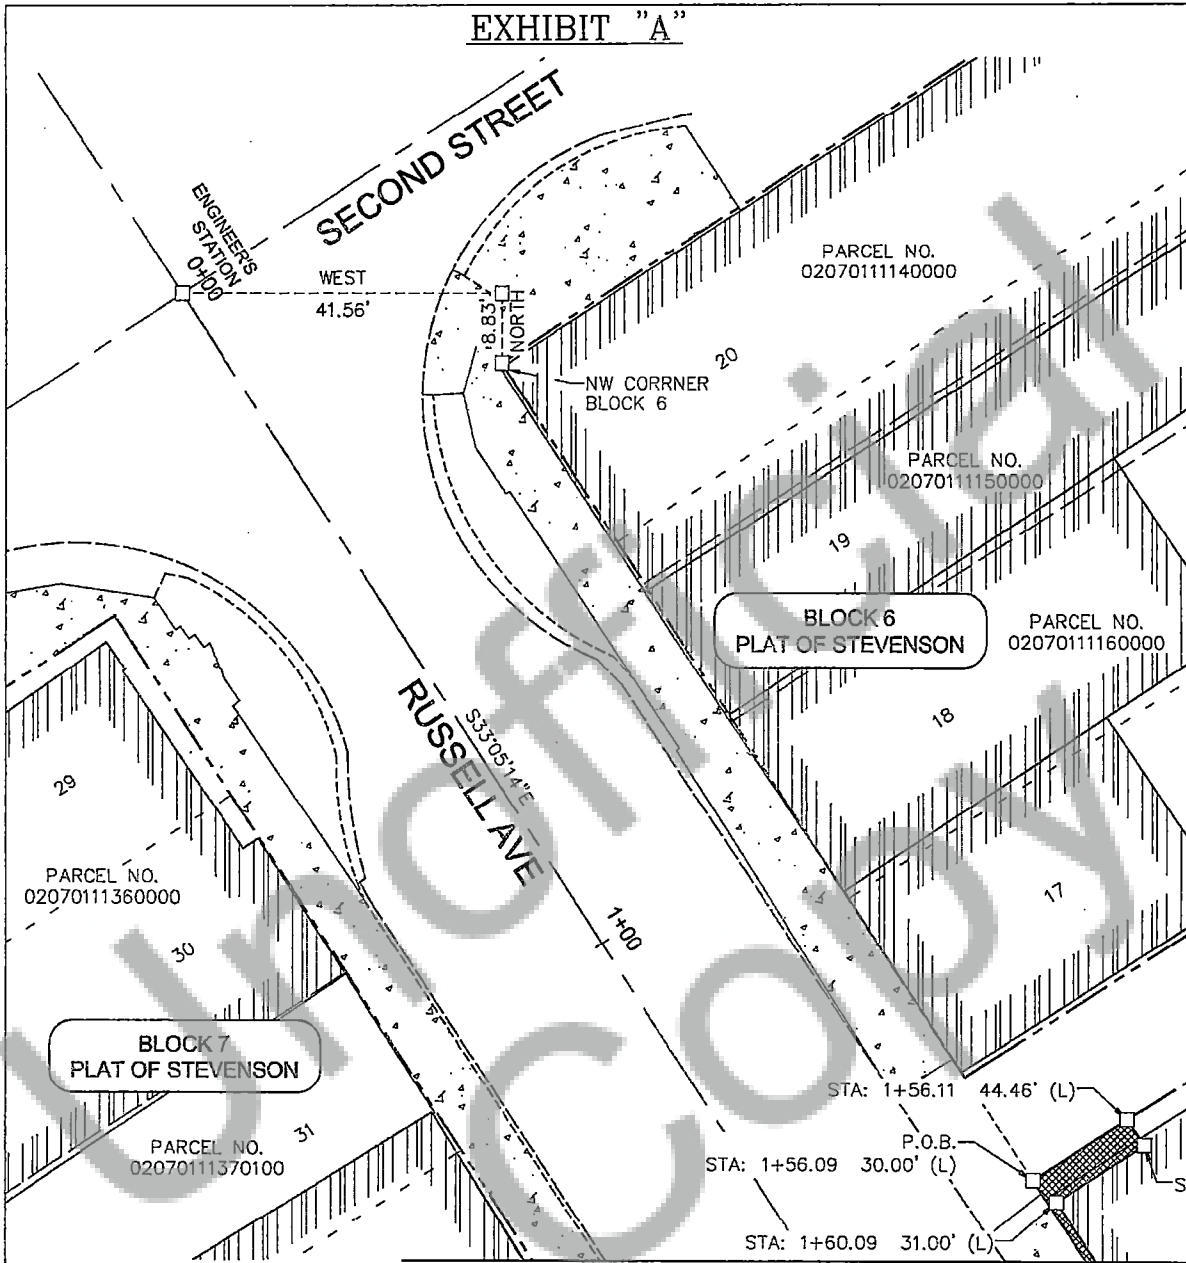 EXHIBIT "A"
SECOND STREET
ENGINEER'S
STATION
0+00
WEST
41.56'
8.83'
NORTH
NW CORRNER
BLOCK 6
PARCEL NO.
02070111140000
20
PARCEL NO.
02070111150000
19
BLOCK 6
PLAT OF STEVENSON
PARCEL NO.
02070111160000
18
17
RUSSELL AVE
S33°05'14"E
1+00
29
PARCEL NO.
02070111360000
30
BLOCK 7
PLAT OF STEVENSON
31
PARCEL NO.
02070111370100
STA: 1+56.11 44.46' (L)
P.O.B.
STA: 1+56.09 30.00' (L)
S
STA: 1+60.09 31.00' (L)
Unofficial
Copy